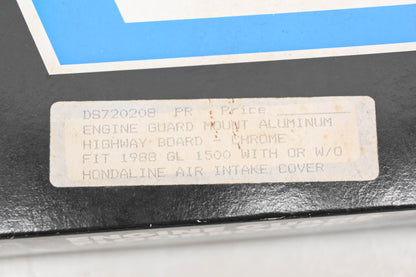 DS720208 PR Price
ENGINE GUARD MOUNT ALUMINUM
HIGHWAY BOARD - CHROME
FIT 1988 GL 1500 WITH OR W/O
HONDALINE AIR INTAKE COVER